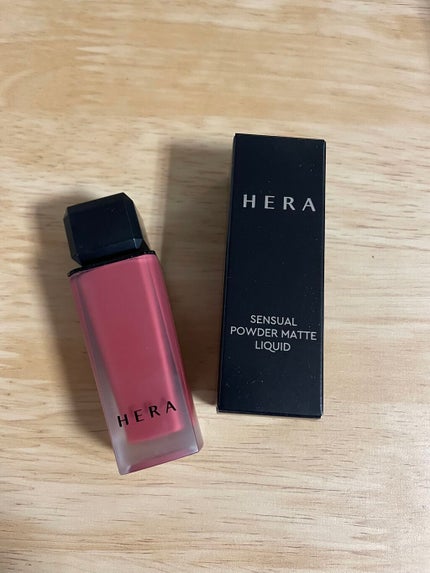 HERA
HERA
SENSUAL
POWDER MATTE
LIQUID